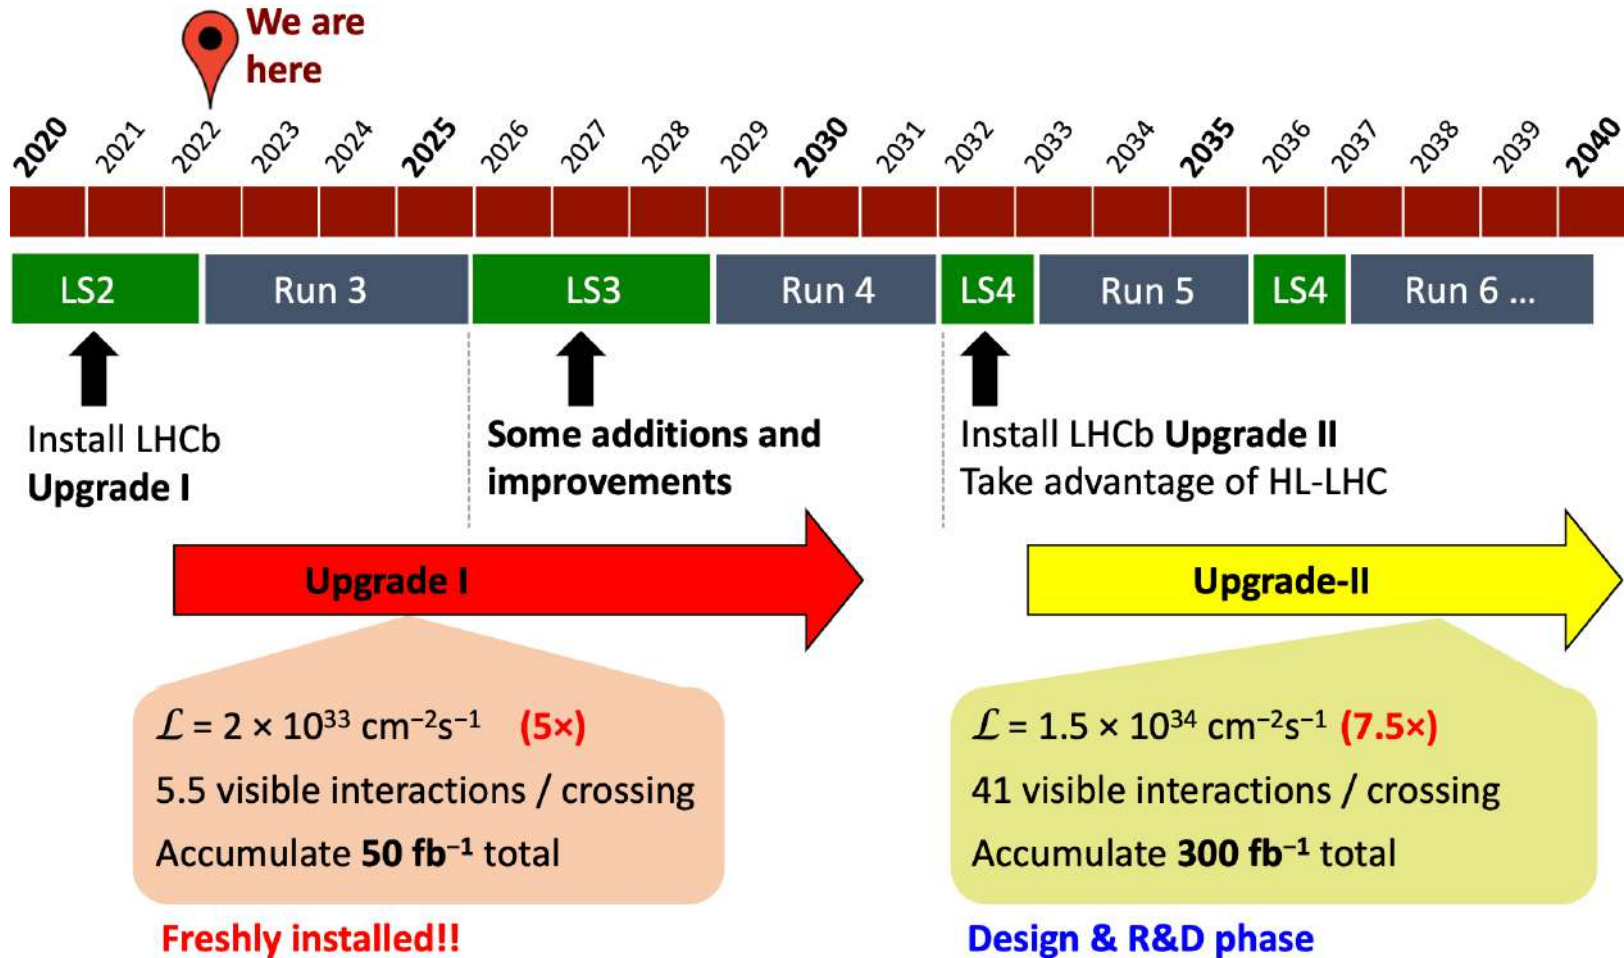 We are
here
2020 2021 2022 2023 2024 2025 2026 2027 2028 2029 2030 2031 2032 2033 2034 2035 2036 2037 2038 2039 2040
LS2 Run 3 LS3 Run 4 LS4 Run 5 LS4 Run 6 ...
Install LHCb
Upgrade I
Some additions and
improvements
Install LHCb Upgrade II
Take advantage of HL-LHC
Upgrade I
Upgrade-II
ℒ = 2 × 10³³ cm⁻²s⁻¹ (5×)
5.5 visible interactions / crossing
Accumulate 50 fb⁻¹ total
ℒ = 1.5 × 10³⁴ cm⁻²s⁻¹ (7.5×)
41 visible interactions / crossing
Accumulate 300 fb⁻¹ total
Freshly installed!!
Design & R&D phase